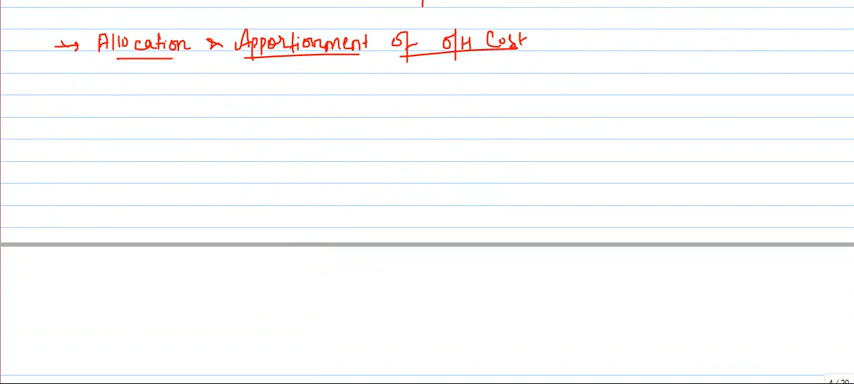 → Allocation & Apportionment of O/H Cost